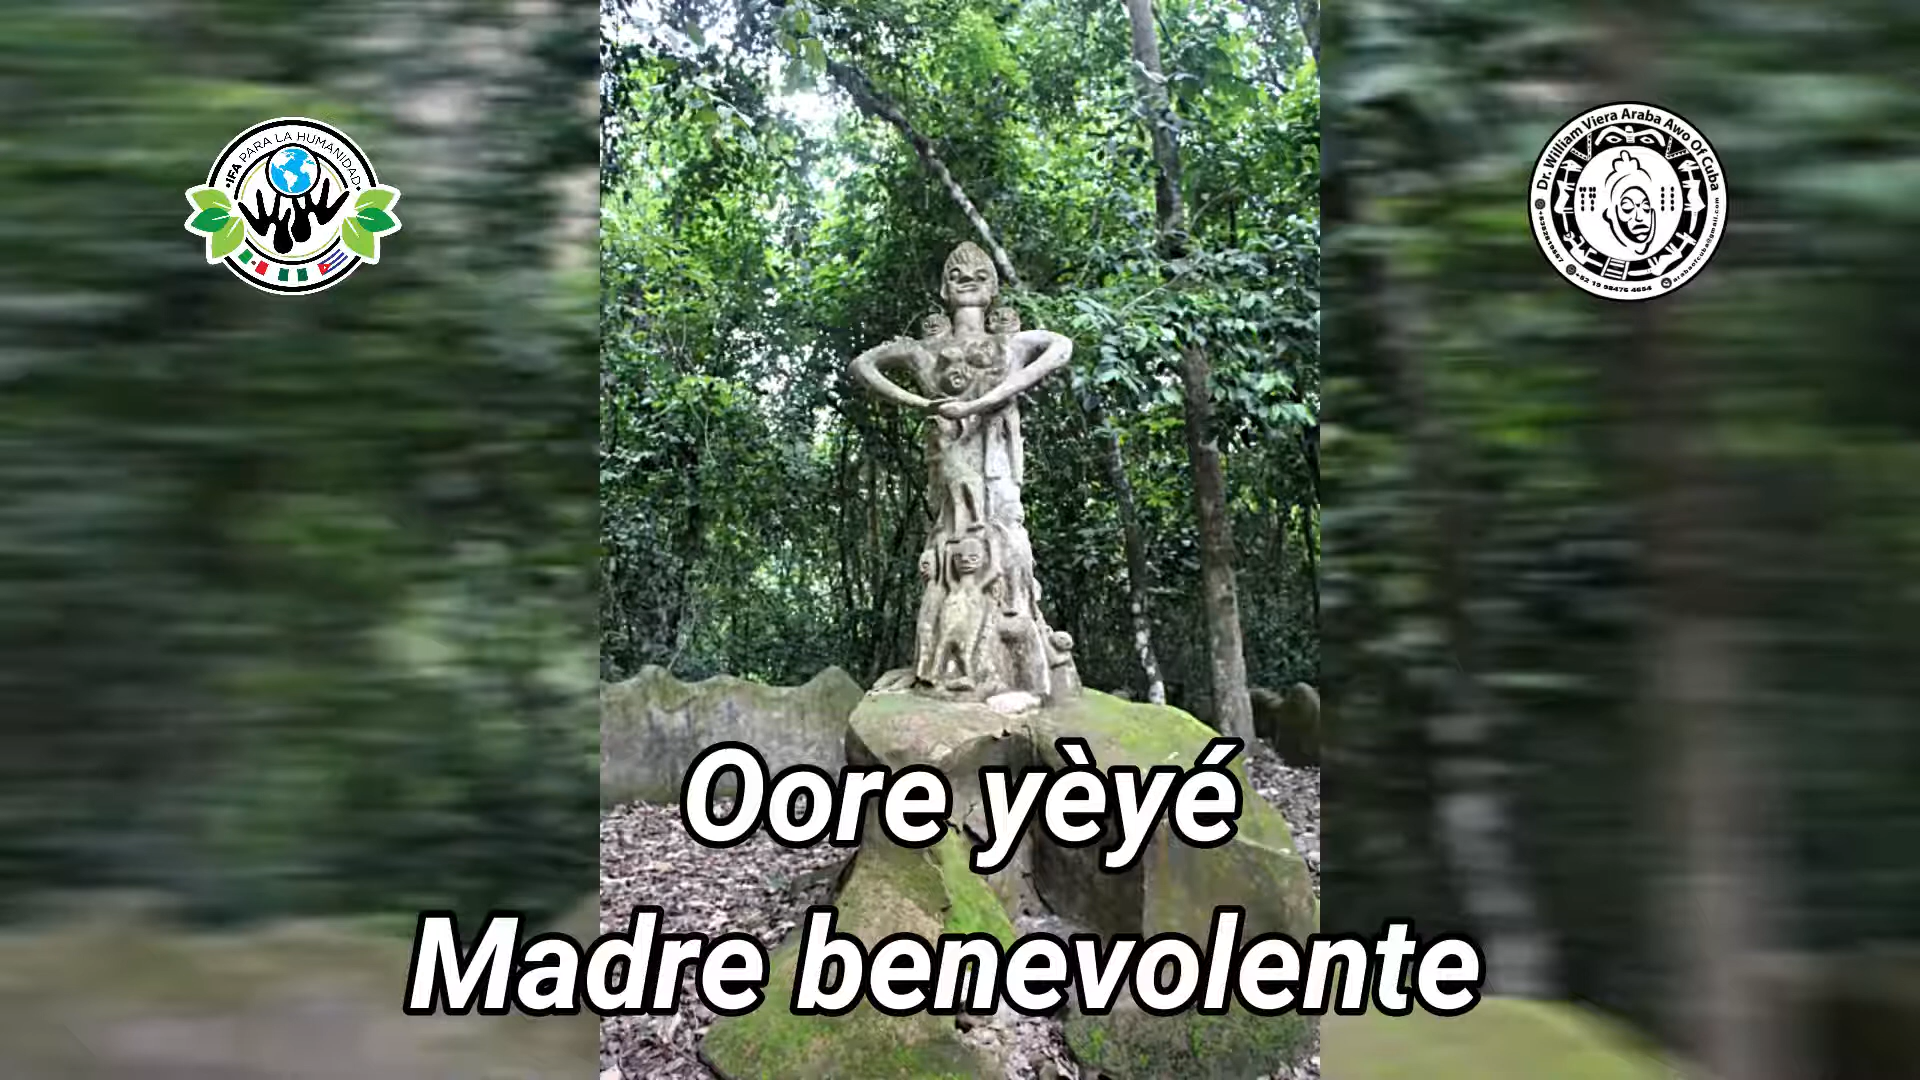 •IFA PARA LA HUMANIDAD•
Dr. William Viera Araba Awo Of Cuba
Oore yèyé
Madre benevolente